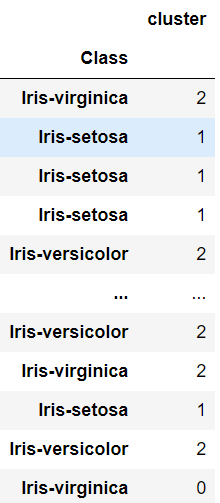 cluster
Class
Iris-virginica 2
Iris-setosa 1
Iris-setosa 1
Iris-setosa 1
Iris-versicolor 2
... ...
Iris-versicolor 2
Iris-virginica 2
Iris-setosa 1
Iris-versicolor 2
Iris-virginica 0